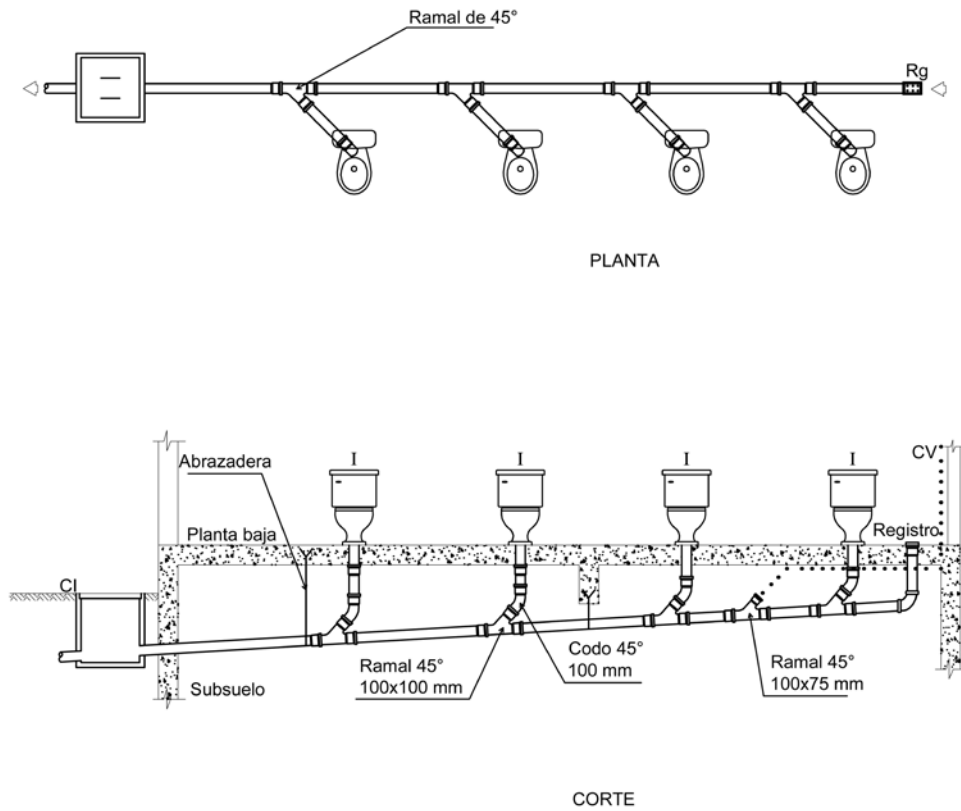 Ramal de 45°
Rg
PLANTA
I
I
I
I
CV
Abrazadera
Planta baja
Registro
CI
Ramal 45°
100x100 mm
Codo 45°
100 mm
Ramal 45°
100x75 mm
Subsuelo
CORTE